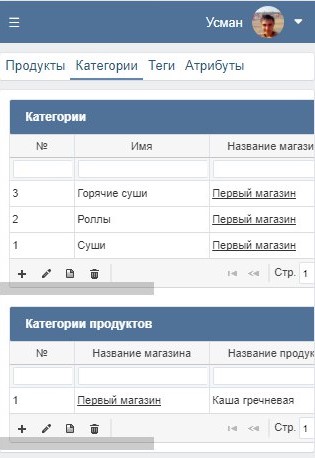 Усман
Продукты Категории Теги Атрибуты
Категории
№ Имя Название магази
3 Горячие суши Первый магазин
2 Роллы Первый магазин
1 Суши Первый магазин
Стр. 1
Категории продуктов
№ Название магазина Название продук
1 Первый магазин Каша гречневая
Стр. 1